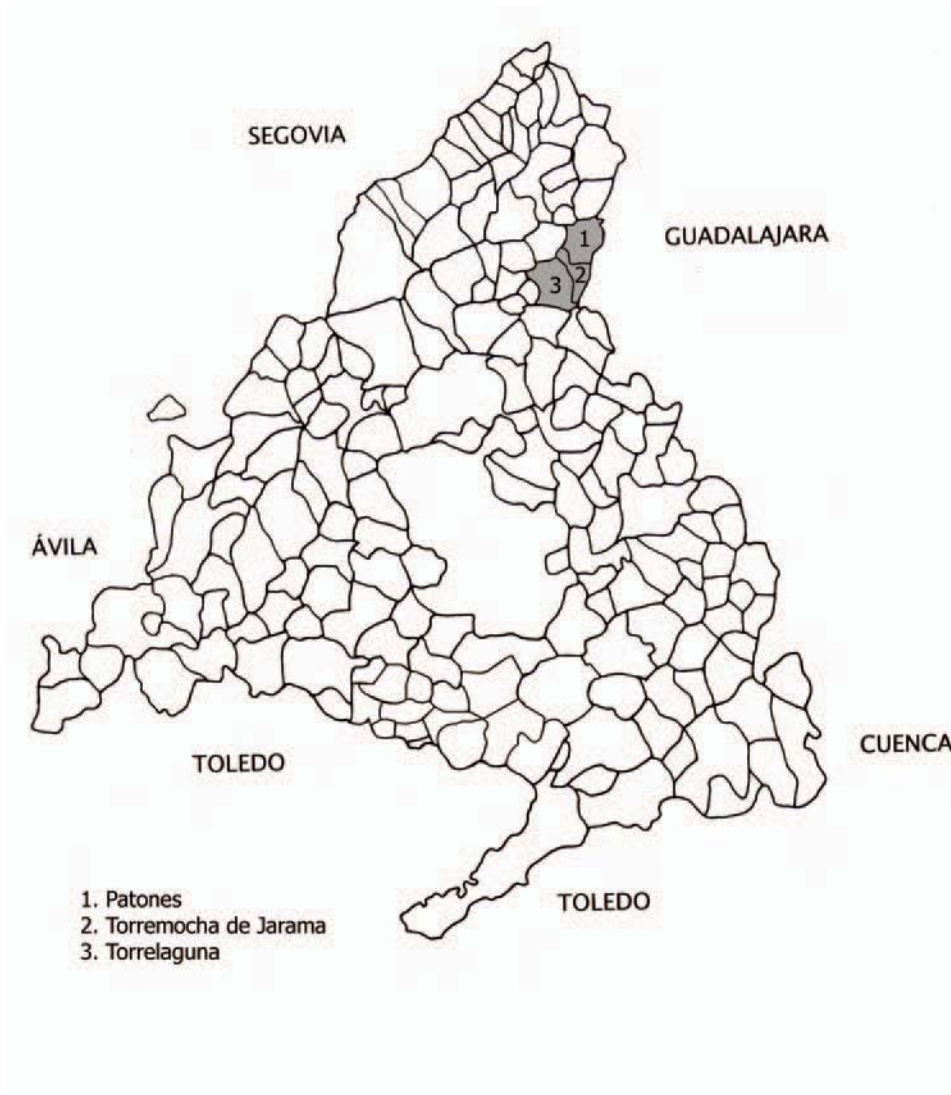 SEGOVIA
GUADALAJARA
1
2
3
ÁVILA
CUENCA
TOLEDO
TOLEDO
1. Patones
2. Torremocha de Jarama
3. Torrelaguna